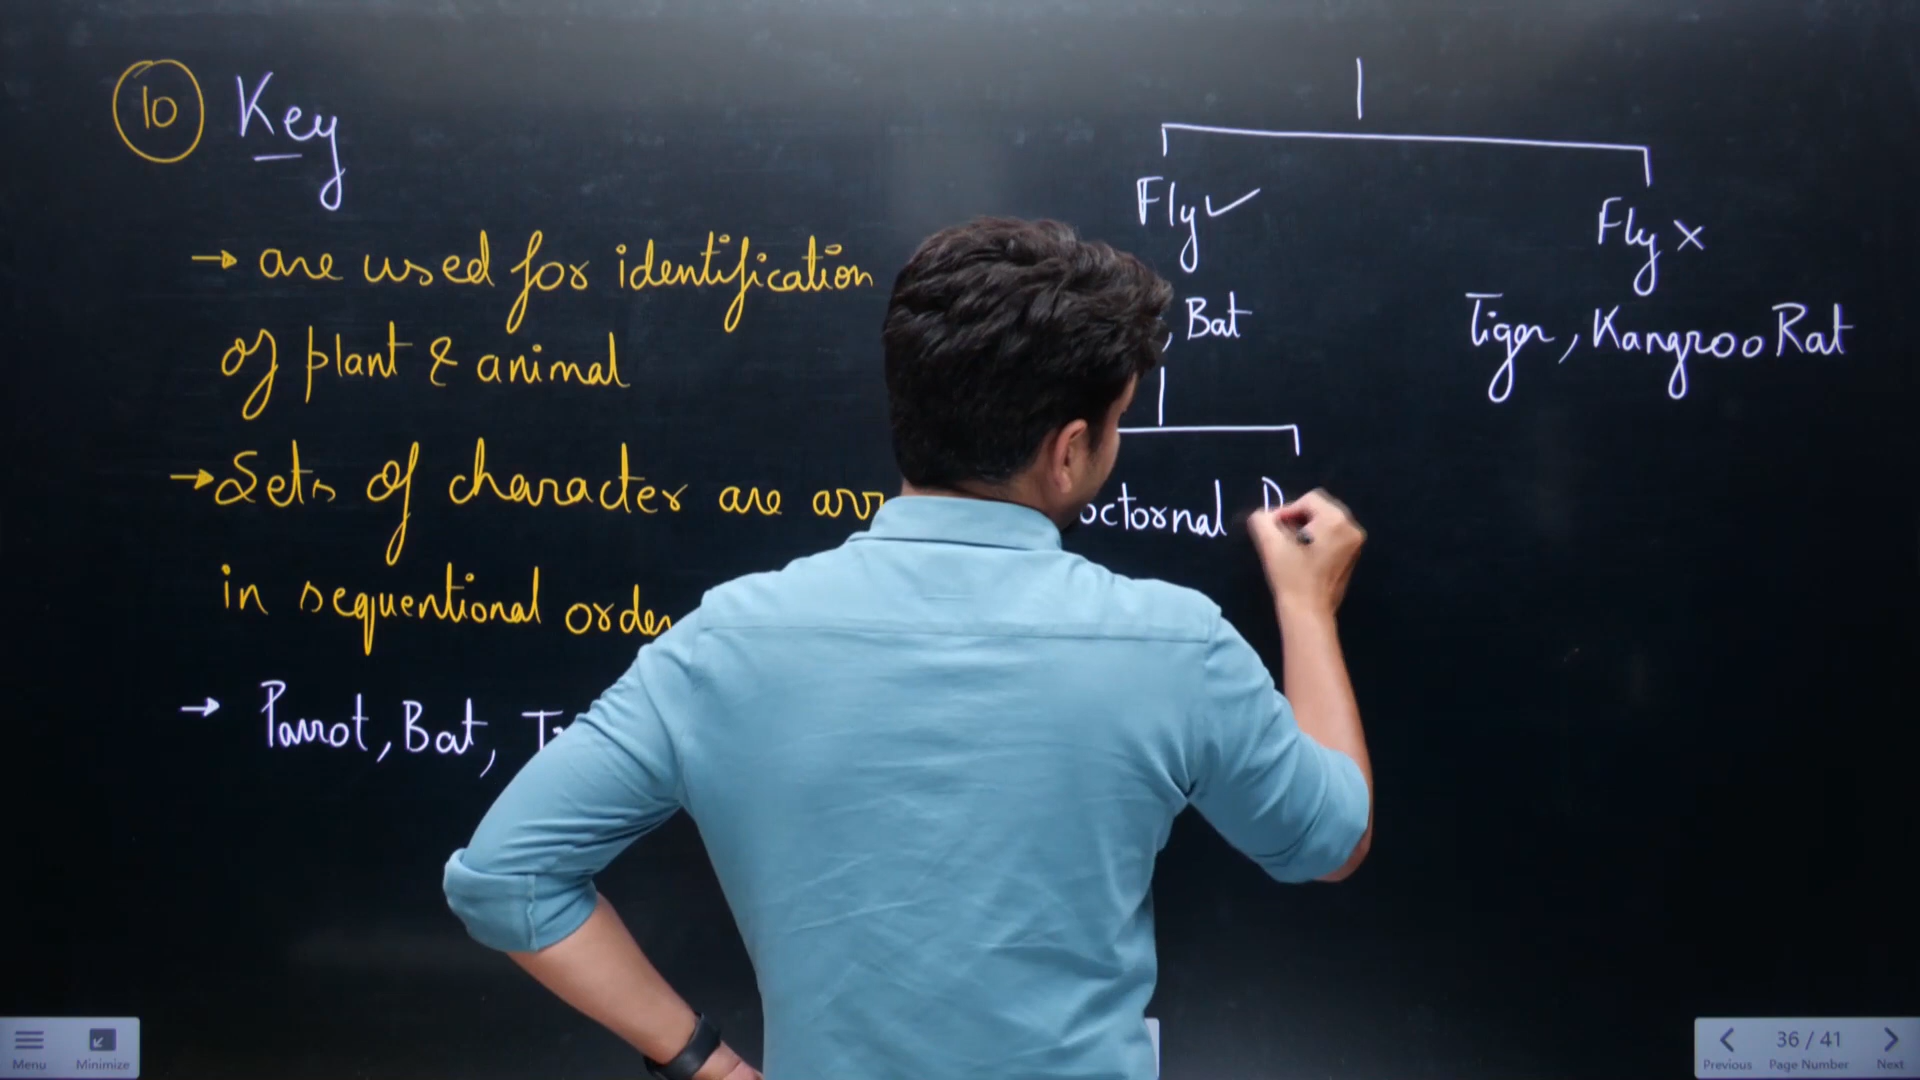 10 Key
→ are used for identification
of plant & animal
→ Sets of character are arr
in sequentional order
→ Parrot, Bat,
Fly ✓
Fly ×
, Bat
Tiger, Kangroo Rat
octornal D
Menu
Minimize
Previous
36 / 41
Page Number
Next